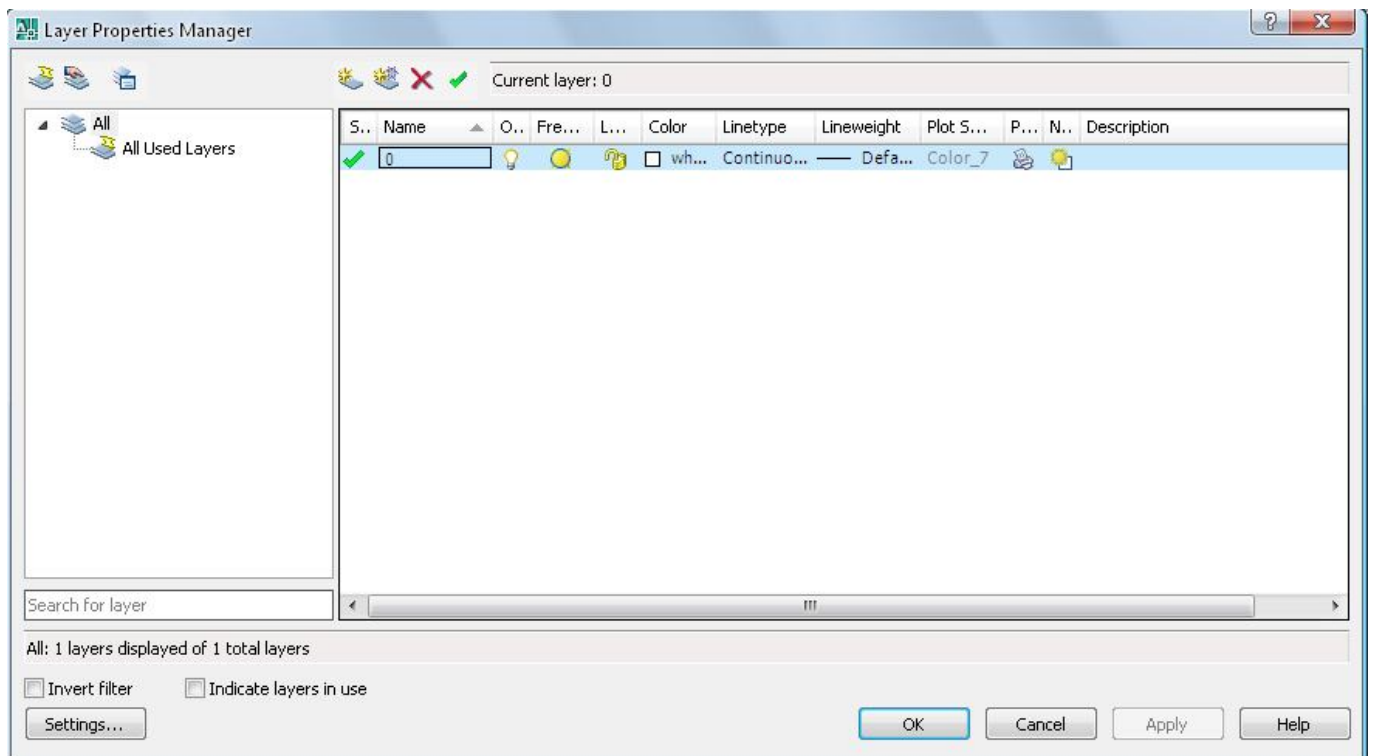 Layer Properties Manager
Current layer: 0
All
All Used Layers
S.. Name O.. Fre... L... Color Linetype Lineweight Plot S... P... N.. Description
0 wh... Continuo... Defa... Color_7
Search for layer
All: 1 layers displayed of 1 total layers
Invert filter Indicate layers in use
Settings... OK Cancel Apply Help